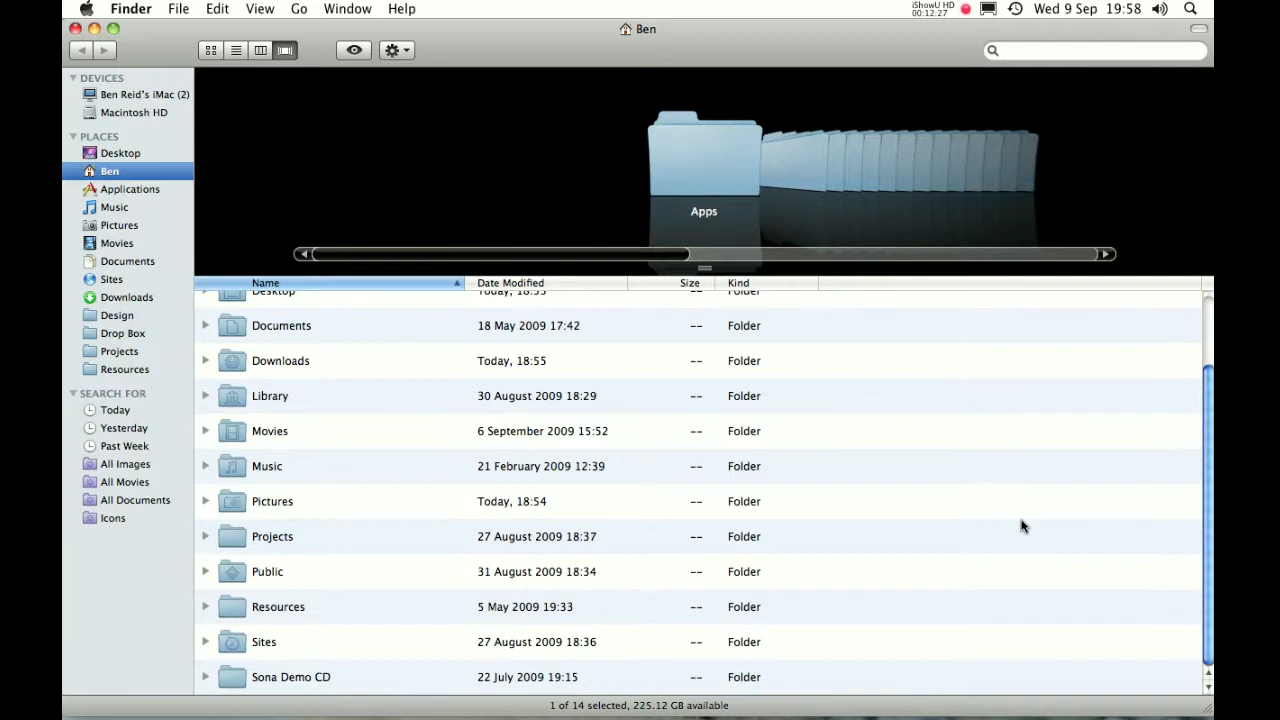 Finder File Edit View Go Window Help iShowU HD 00:12:27 Wed 9 Sep 19:58
Ben
DEVICES
Ben Reid's iMac (2)
Macintosh HD
PLACES
Desktop
Ben
Applications
Music
Pictures
Movies
Documents
Sites
Downloads
Design
Drop Box
Projects
Resources
SEARCH FOR
Today
Yesterday
Past Week
All Images
All Movies
All Documents
Icons
Apps
Name Date Modified Size Kind
Desktop Today, 18:55 -- Folder
Documents 18 May 2009 17:42 -- Folder
Downloads Today, 18:55 -- Folder
Library 30 August 2009 18:29 -- Folder
Movies 6 September 2009 15:52 -- Folder
Music 21 February 2009 12:39 -- Folder
Pictures Today, 18:54 -- Folder
Projects 27 August 2009 18:37 -- Folder
Public 31 August 2009 18:34 -- Folder
Resources 5 May 2009 19:33 -- Folder
Sites 27 August 2009 18:36 -- Folder
Sona Demo CD 22 July 2009 19:15 -- Folder
1 of 14 selected, 225.12 GB available